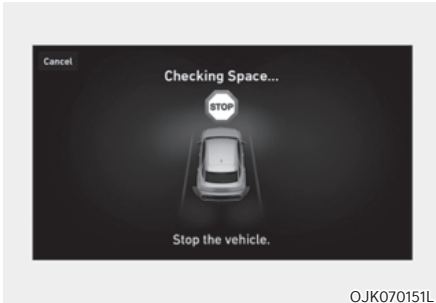 Cancel
Checking Space...
STOP
Stop the vehicle.
OJK070151L